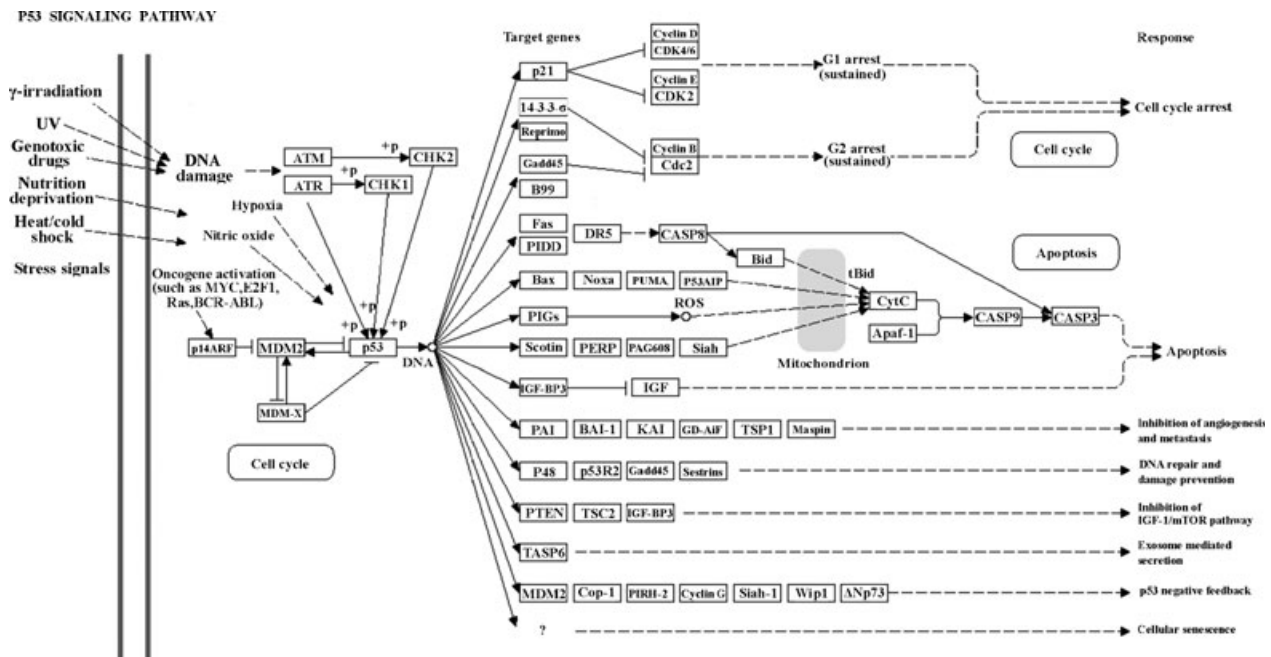 P53 SIGNALING PATHWAY
Target genes
Response
γ-irradiation
UV
Genotoxic
drugs
Nutrition
deprivation
Heat/cold
shock
Stress signals
DNA
damage
ATM
+p
CHK2
ATR
+p
CHK1
Hypoxia
Nitric oxide
Oncogene activation
(such as MYC,E2F1,
Ras,BCR-ABL)
+p
+p
+p
p14ARF
MDM2
p53
DNA
MDM-X
Cell cycle
p21
Cyclin D
CDK4/6
Cyclin E
CDK2
G1 arrest
(sustained)
Cell cycle arrest
14-3-3-σ
Reprimo
Gadd45
B99
Cyclin B
Cdc2
G2 arrest
(sustained)
Cell cycle
Fas
PIDD
DR5
CASP8
Bid
tBid
Apoptosis
Bax
Noxa
PUMA
P53AIP
CytC
PIGs
ROS
Apaf-1
CASP9
CASP3
Scotin
PERP
PAG608
Siah
Mitochondrion
Apoptosis
IGF-BP3
IGF
PAI
BAI-1
KAI
GD-AiF
TSP1
Maspin
Inhibition of angiogenesis
and metastasis
P48
p53R2
Gadd45
Sestrins
DNA repair and
damage prevention
PTEN
TSC2
IGF-BP3
Inhibition of
IGF-1/mTOR pathway
TASP6
Exosome mediated
secretion
MDM2
Cop-1
PIRH-2
Cyclin G
Siah-1
Wip1
ΔNp73
p53 negative feedback
?
Cellular senescence